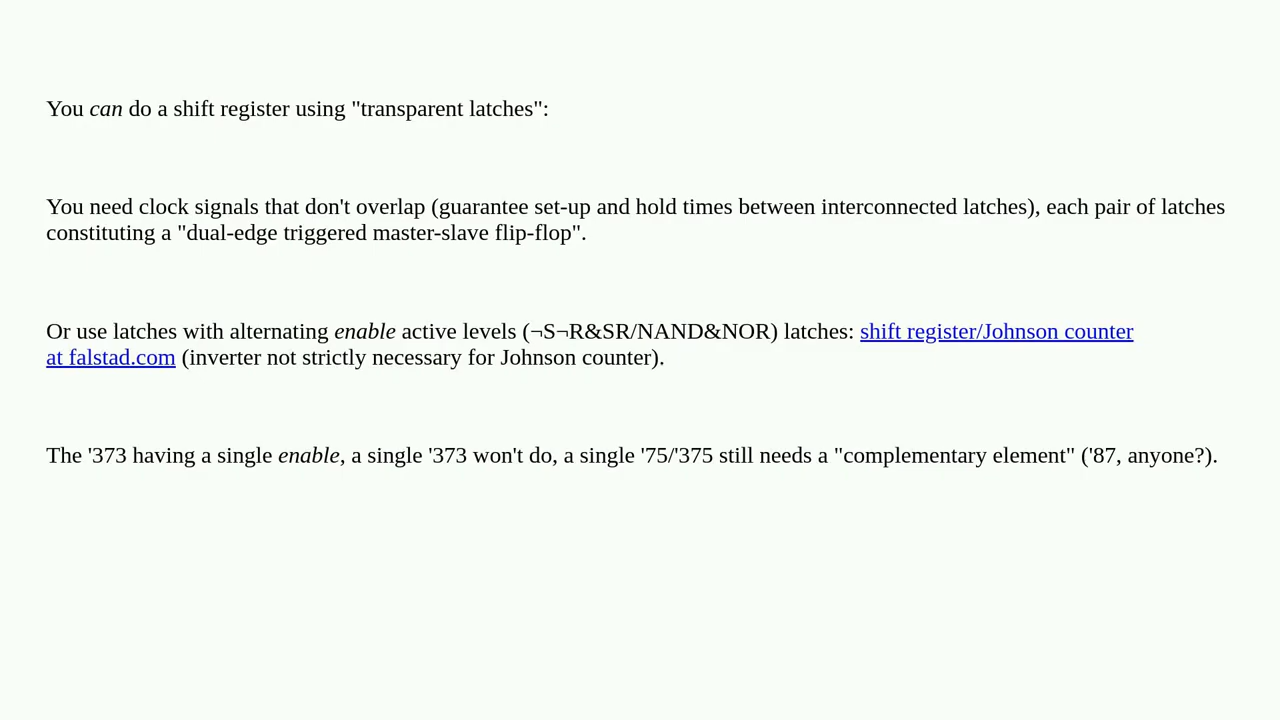 You can do a shift register using "transparent latches":
You need clock signals that don't overlap (guarantee set-up and hold times between interconnected latches), each pair of latches
constituting a "dual-edge triggered master-slave flip-flop".
Or use latches with alternating enable active levels (¬S¬R&SR/NAND&NOR) latches: shift register/Johnson counter
at falstad.com (inverter not strictly necessary for Johnson counter).
The '373 having a single enable, a single '373 won't do, a single '75/'375 still needs a "complementary element" ('87, anyone?).